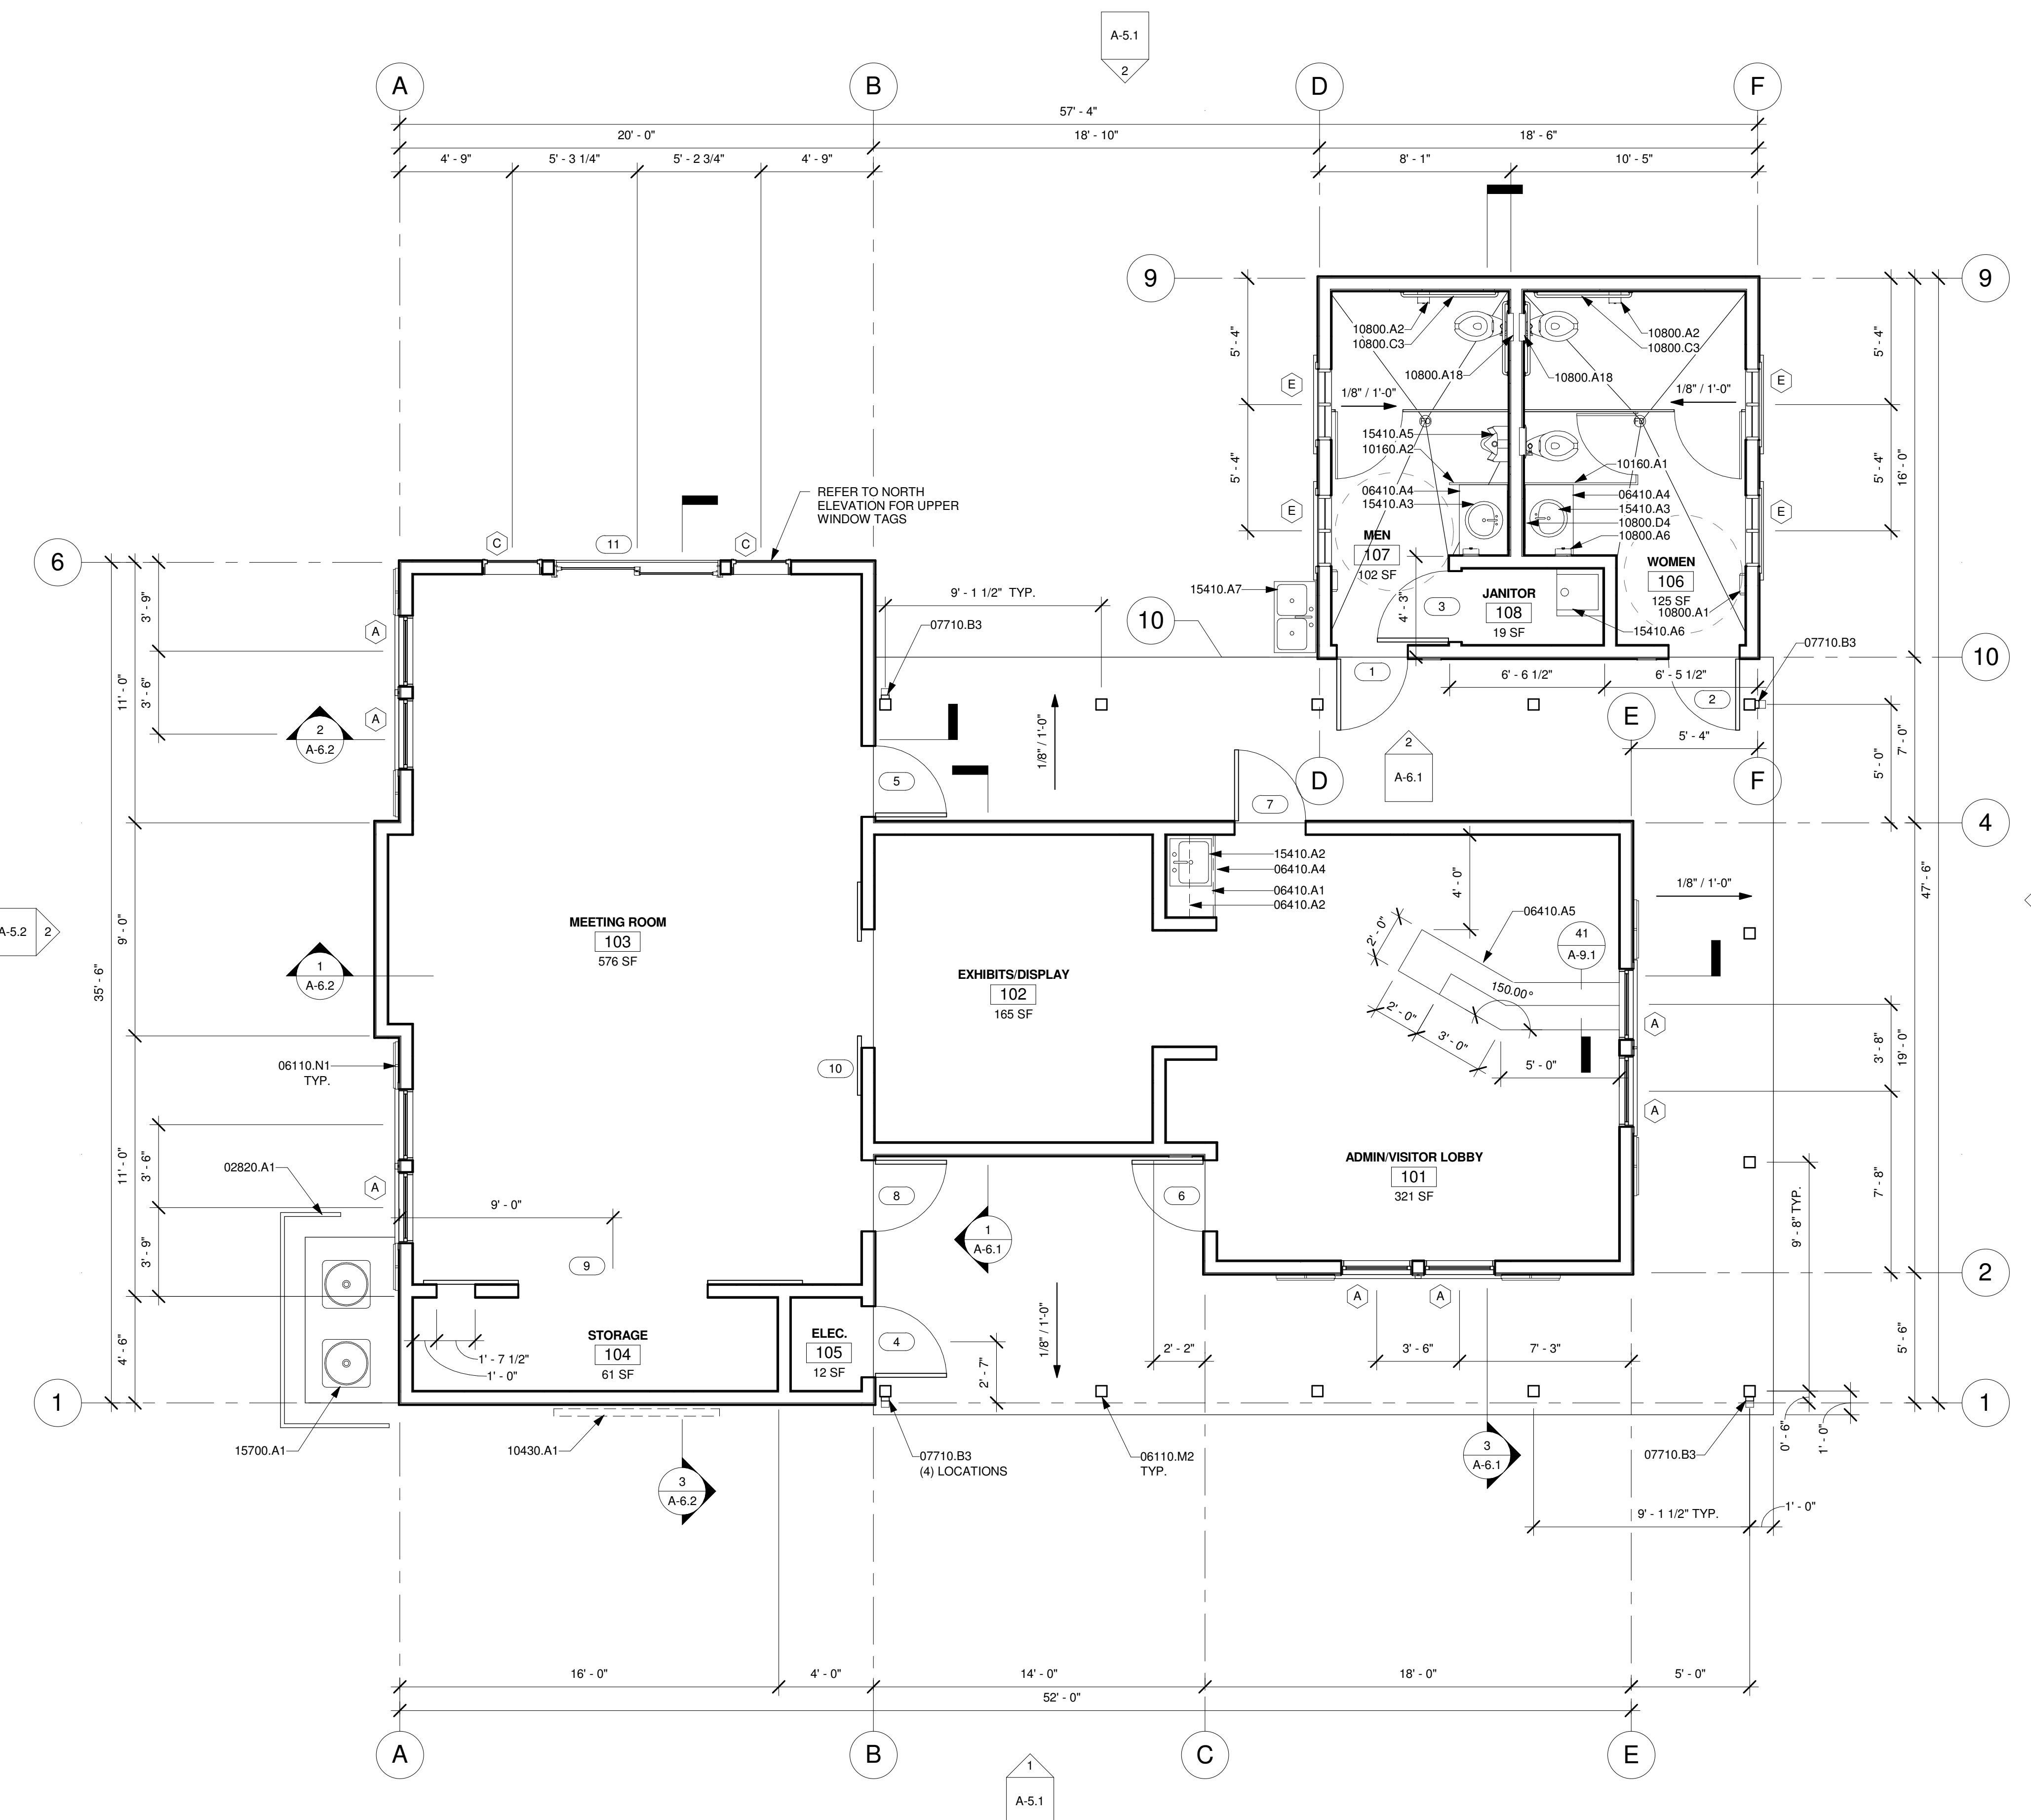 A-5.1
2
A
B
D
F
57' - 4"
20' - 0"
18' - 10"
18' - 6"
4' - 9"
5' - 3 1/4"
5' - 2 3/4"
4' - 9"
8' - 1"
10' - 5"
9
9
5' - 4"
5' - 4"
10800.A2
10800.C3
10800.A2
10800.C3
10800.A18
10800.A18
E
E
1/8" / 1'-0"
1/8" / 1'-0"
15410.A5
10160.A2
10160.A1
5' - 4"
5' - 4"
16' - 0"
06410.A4
15410.A3
06410.A4
15410.A3
10800.D4
10800.A6
E
E
REFER TO NORTH
ELEVATION FOR UPPER
WINDOW TAGS
C
11
C
MEN
107
102 SF
WOMEN
106
125 SF
10800.A1
JANITOR
108
19 SF
15410.A6
15410.A7
4' - 3"
3
6
3' - 9"
9' - 1 1/2" TYP.
07710.B3
10
10
07710.B3
A
11' - 0"
3' - 6"
A
1
2
6' - 6 1/2"
6' - 5 1/2"
E
5' - 4"
2
A-6.2
1/8" / 1'-0"
5
7
D
2
A-6.1
F
5' - 0"
7' - 0"
4
15410.A2
06410.A4
06410.A1
06410.A2
4' - 0"
1/8" / 1'-0"
47' - 6"
A-5.2
2
9' - 0"
MEETING ROOM
103
576 SF
2' - 0"
06410.A5
41
A-9.1
1
A-6.2
35' - 6"
EXHIBITS/DISPLAY
102
165 SF
150.00°
2' - 0"
3' - 0"
5' - 0"
A
3' - 8"
19' - 0"
06110.N1
TYP.
10
A
ADMIN/VISITOR LOBBY
101
321 SF
11' - 0"
3' - 6"
02820.A1
A
9' - 0"
8
6
7' - 8"
9' - 8" TYP.
1
A-6.1
3' - 9"
9
2
A
A
4' - 6"
STORAGE
104
61 SF
ELEC.
105
12 SF
4
1/8" / 1'-0"
2' - 7"
2' - 2"
3' - 6"
7' - 3"
5' - 6"
1' - 7 1/2"
1' - 0"
1
1
0' - 6"
1' - 0"
15700.A1
10430.A1
07710.B3
(4) LOCATIONS
06110.M2
TYP.
3
A-6.1
07710.B3
3
A-6.2
9' - 1 1/2" TYP.
1' - 0"
16' - 0"
4' - 0"
14' - 0"
18' - 0"
5' - 0"
52' - 0"
A
B
C
E
1
A-5.1